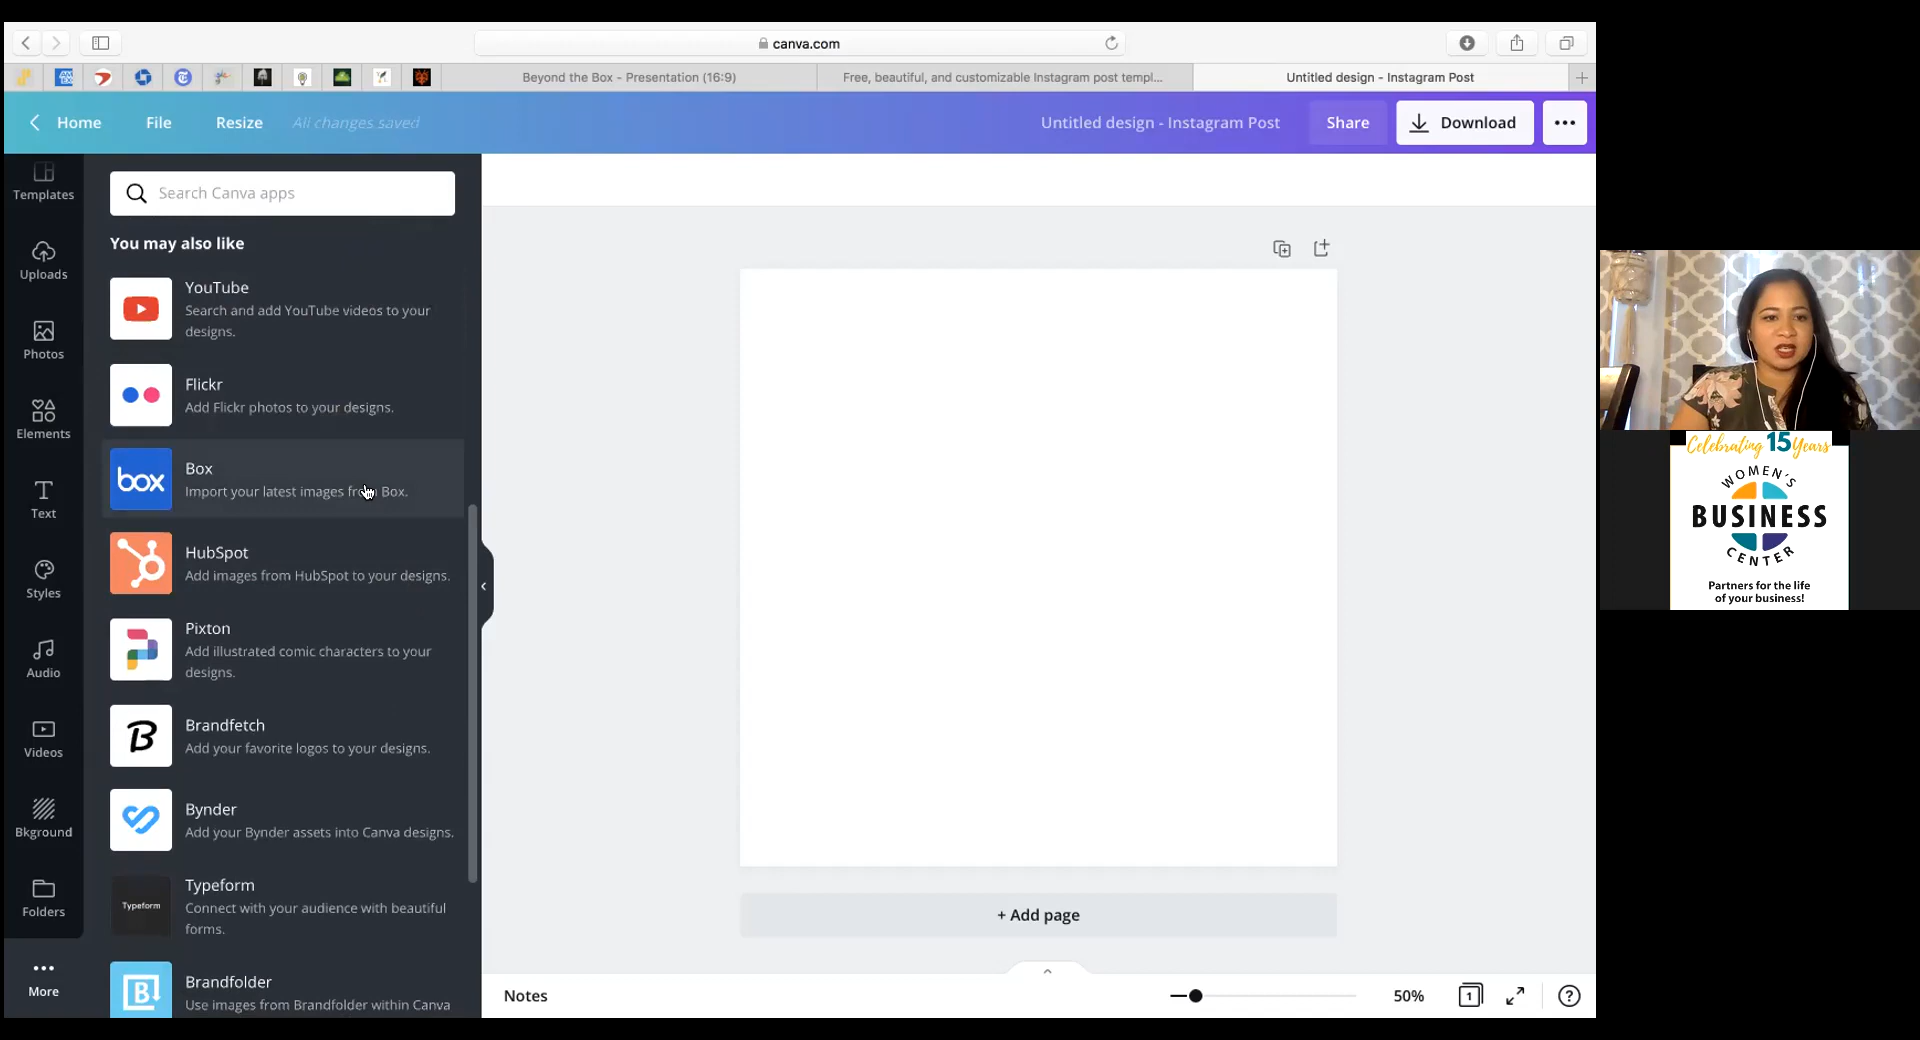 canva.com
Beyond the Box - Presentation (16:9)
Free, beautiful, and customizable Instagram post templ...
Untitled design - Instagram Post
Home
File
Resize
All changes saved
Untitled design - Instagram Post
Share
Download
Templates
Uploads
Photos
Elements
Text
Styles
Audio
Videos
Bkground
Folders
More
Search Canva apps
You may also like
YouTube
Search and add YouTube videos to your
designs.
Flickr
Add Flickr photos to your designs.
box
Box
Import your latest images from Box.
HubSpot
Add images from HubSpot to your designs.
Pixton
Add illustrated comic characters to your
designs.
B
Brandfetch
Add your favorite logos to your designs.
Bynder
Add your Bynder assets into Canva designs.
Typeform
Typeform
Connect with your audience with beautiful
forms.
B
Brandfolder
Use images from Brandfolder within Canva
+ Add page
Notes
50%
1
Celebrating 15 Years
WOMEN'S
BUSINESS
CENTER
Partners for the life
of your business!